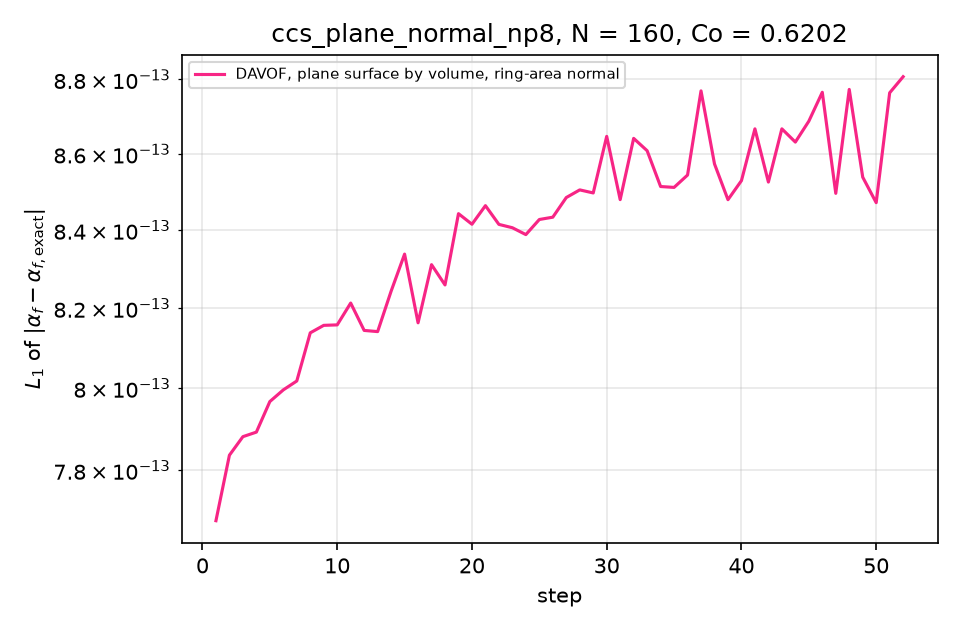 ccs_plane_normal_np8, N = 160, Co = 0.6202
DAVOF, plane surface by volume, ring-area normal
8.8 × 10⁻¹³
8.6 × 10⁻¹³
8.4 × 10⁻¹³
8.2 × 10⁻¹³
8 × 10⁻¹³
7.8 × 10⁻¹³
L₁ of |α_f − α_{f, exact}|
0 10 20 30 40 50
step